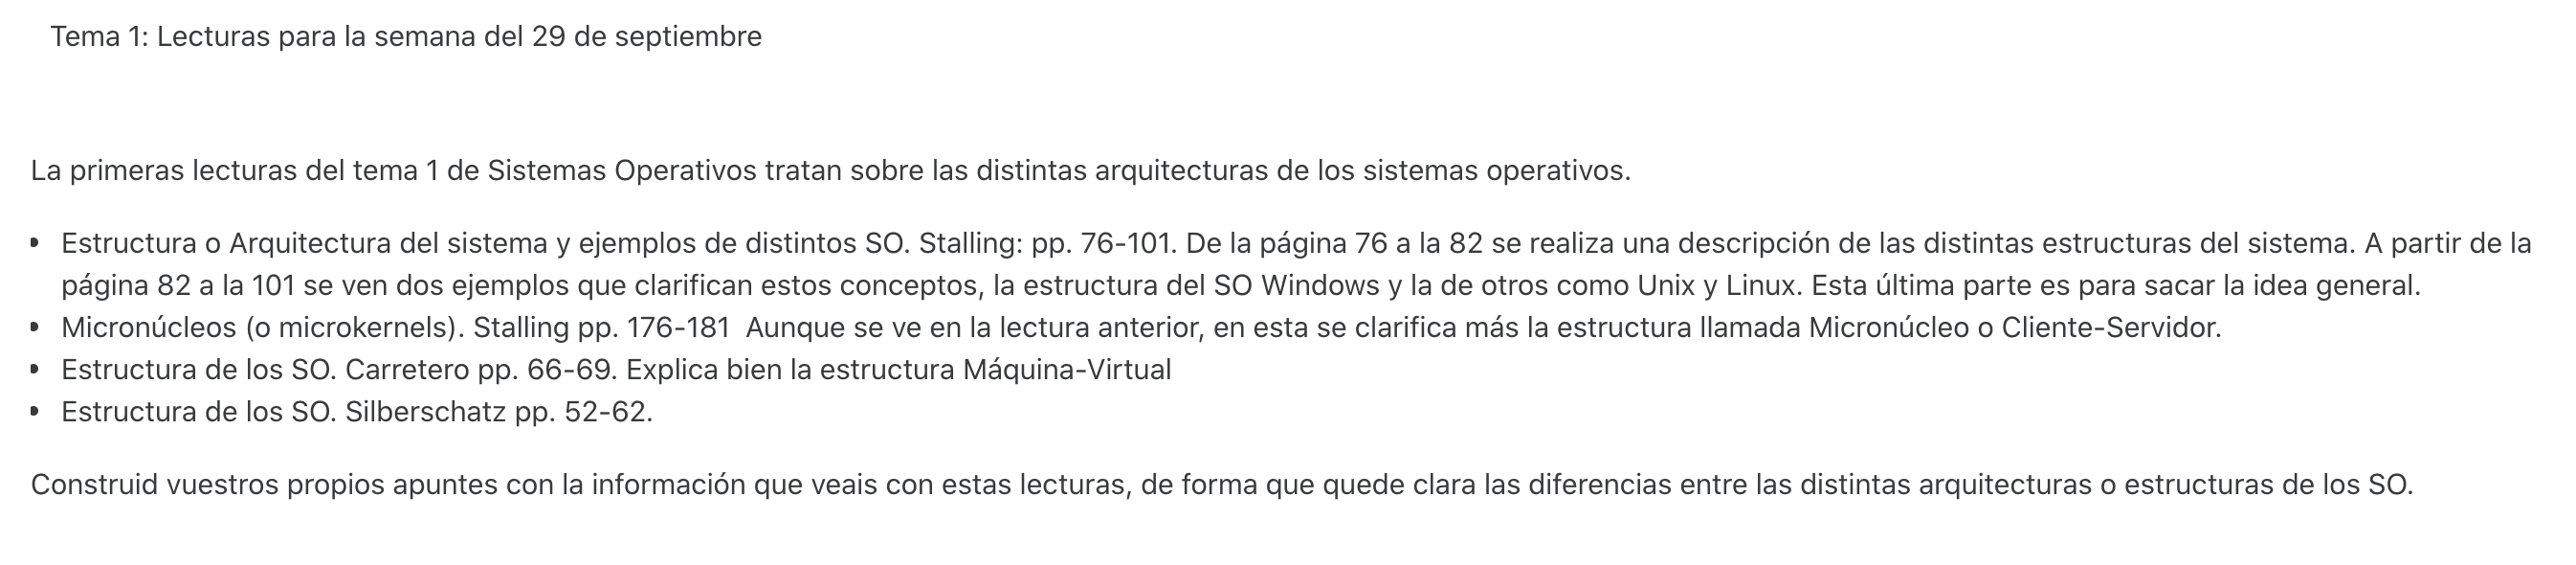 Tema 1: Lecturas para la semana del 29 de septiembre
La primeras lecturas del tema 1 de Sistemas Operativos tratan sobre las distintas arquitecturas de los sistemas operativos.
• Estructura o Arquitectura del sistema y ejemplos de distintos SO. Stalling: pp. 76-101. De la página 76 a la 82 se realiza una descripción de las distintas estructuras del sistema. A partir de la
página 82 a la 101 se ven dos ejemplos que clarifican estos conceptos, la estructura del SO Windows y la de otros como Unix y Linux. Esta última parte es para sacar la idea general.
• Micronúcleos (o microkernels). Stalling pp. 176-181  Aunque se ve en la lectura anterior, en esta se clarifica más la estructura llamada Micronúcleo o Cliente-Servidor.
• Estructura de los SO. Carretero pp. 66-69. Explica bien la estructura Máquina-Virtual
• Estructura de los SO. Silberschatz pp. 52-62.
Construid vuestros propios apuntes con la información que veais con estas lecturas, de forma que quede clara las diferencias entre las distintas arquitecturas o estructuras de los SO.